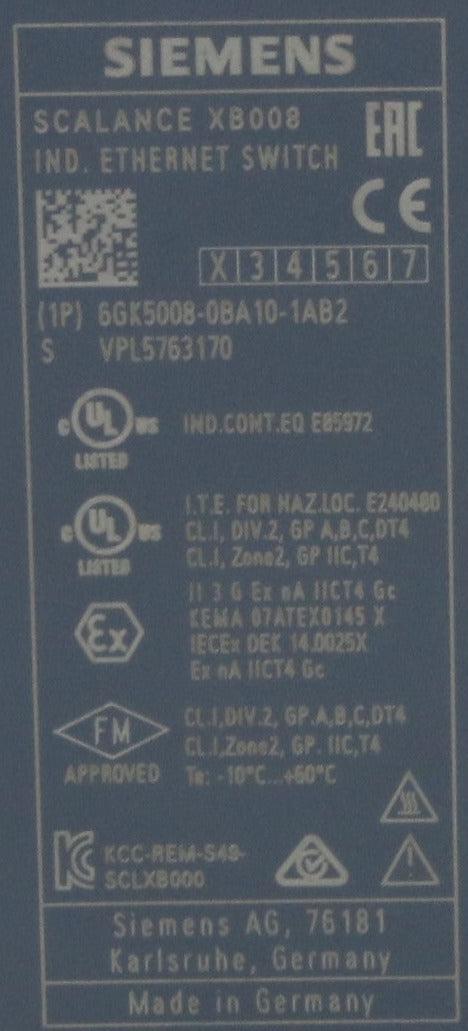 SIEMENS
SCALANCE XB008
IND. ETHERNET SWITCH
EAC
CE
X 3 4 5 6 7
(1P) 6GK5008-0BA10-1AB2
S VPL5763170
C UL US
LISTED
IND.CONT.EQ E85972
C UL US
LISTED
I.T.E. FOR HAZ.LOC. E240480
CL.I, DIV.2, GP A,B,C,DT4
CL.I, Zone2, GP IIC,T4
Ex
II 3 G Ex nA IICT4 Gc
KEMA 07ATEX0145 X
IECEx DEK 14.0025X
Ex nA IICT4 Gc
FM
APPROVED
CL.I,DIV.2, GP.A,B,C,DT4
CL.I,Zone2, GP. IIC,T4
Ta: -10°C...+60°C
KC
KCC-REM-S49-
SCLXB000
Siemens AG, 76181
Karlsruhe, Germany
Made in Germany